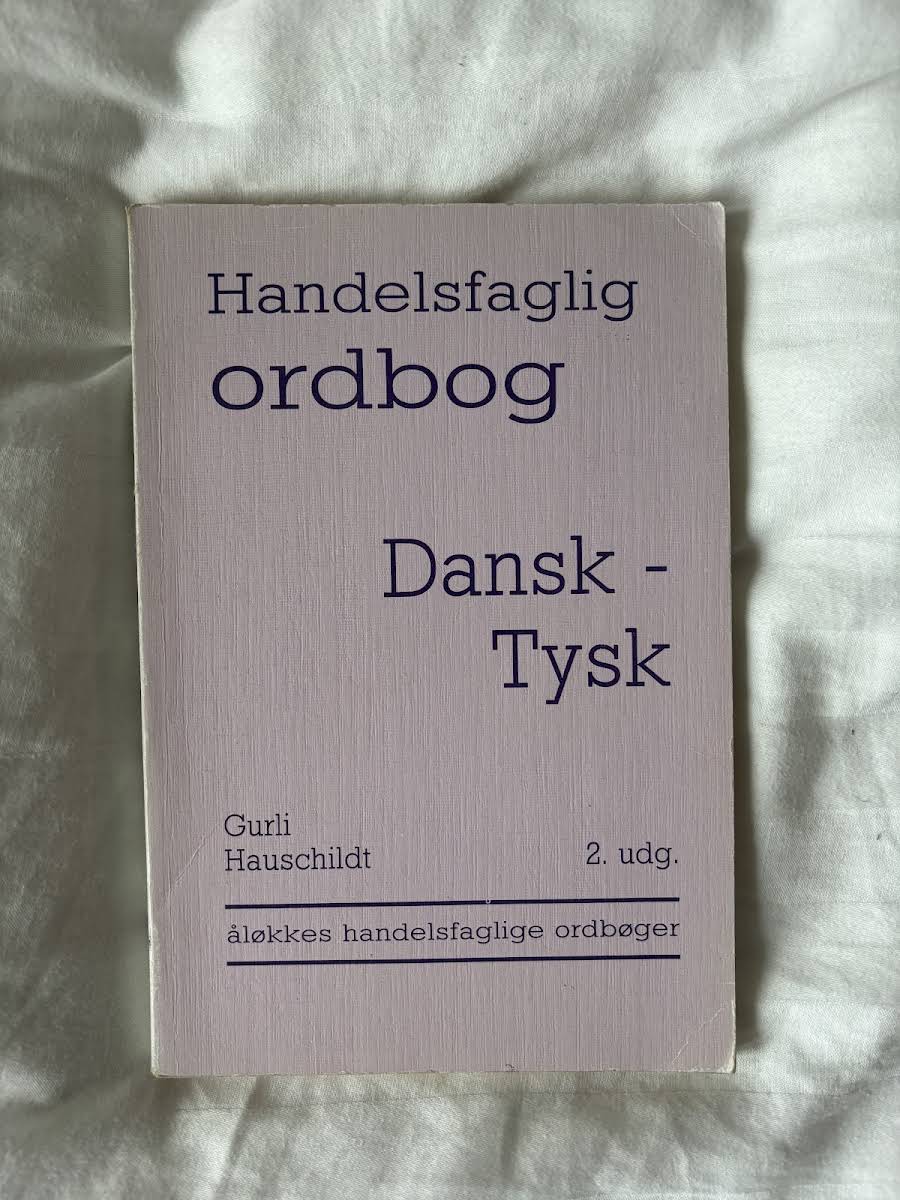 Handelsfaglig
ordbog
Dansk -
Tysk
Gurli
Hauschildt
2. udg.
åløkkes handelsfaglige ordbøger